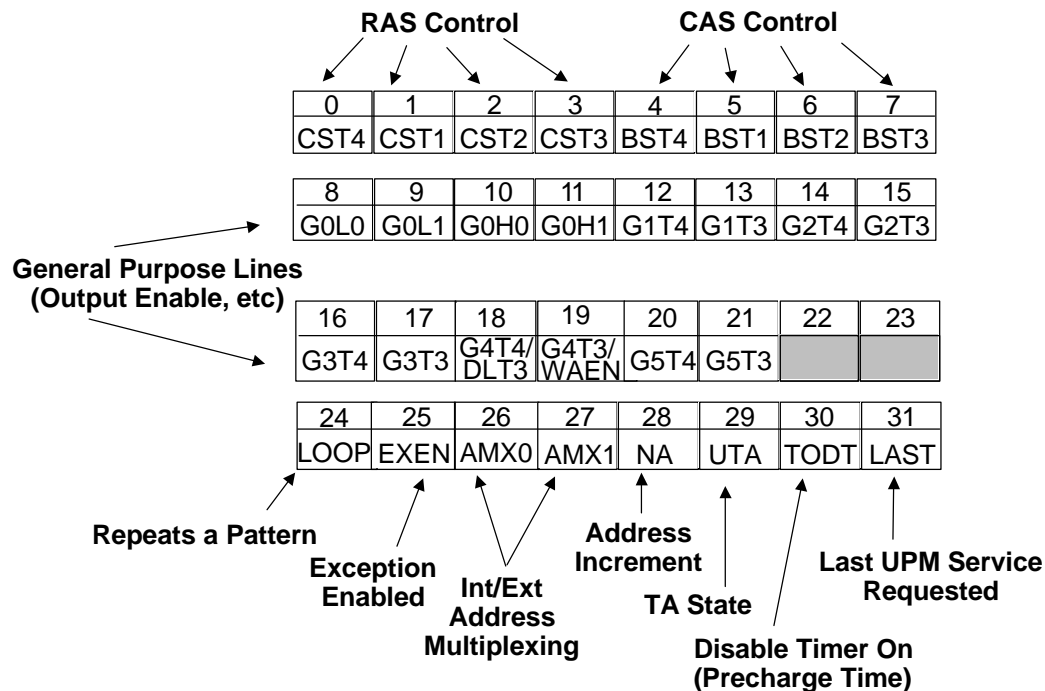 RAS Control CAS Control
0 1 2 3 4 5 6 7
CST4 CST1 CST2 CST3 BST4 BST1 BST2 BST3
8 9 10 11 12 13 14 15
G0L0 G0L1 G0H0 G0H1 G1T4 G1T3 G2T4 G2T3
General Purpose Lines
(Output Enable, etc)
16 17 18 19 20 21 22 23
G3T4 G3T3 G4T4/ DLT3 G4T3/ WAEN G5T4 G5T3
24 25 26 27 28 29 30 31
LOOP EXEN AMX0 AMX1 NA UTA TODT LAST
Repeats a Pattern
Exception
Enabled
Int/Ext
Address
Multiplexing
Address
Increment
TA State
Disable Timer On
(Precharge Time)
Last UPM Service
Requested